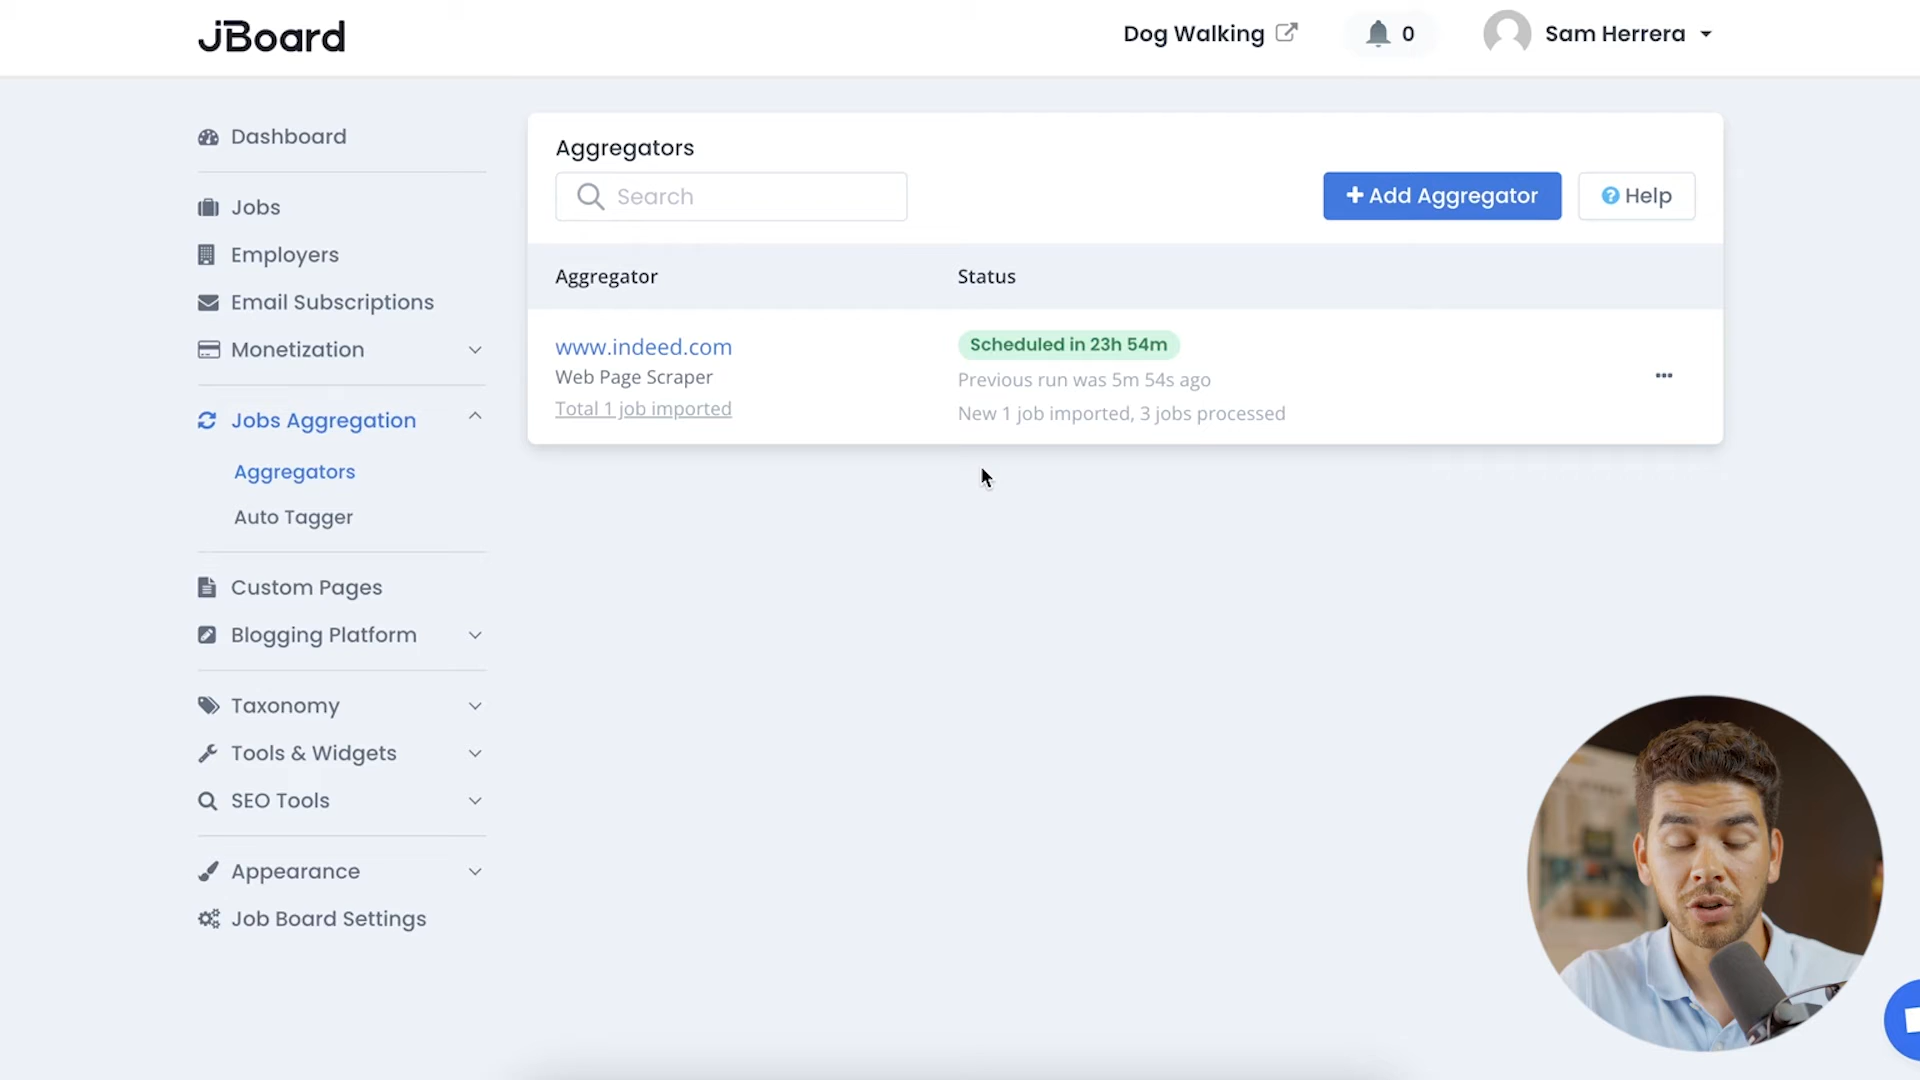 jBoard
Dog Walking
0
Sam Herrera
Dashboard
Jobs
Employers
Email Subscriptions
Monetization
Jobs Aggregation
Aggregators
Auto Tagger
Custom Pages
Blogging Platform
Taxonomy
Tools & Widgets
SEO Tools
Appearance
Job Board Settings
Aggregators
Search
+ Add Aggregator
? Help
Aggregator
Status
www.indeed.com
Web Page Scraper
Total 1 job imported
Scheduled in 23h 54m
Previous run was 5m 54s ago
New 1 job imported, 3 jobs processed